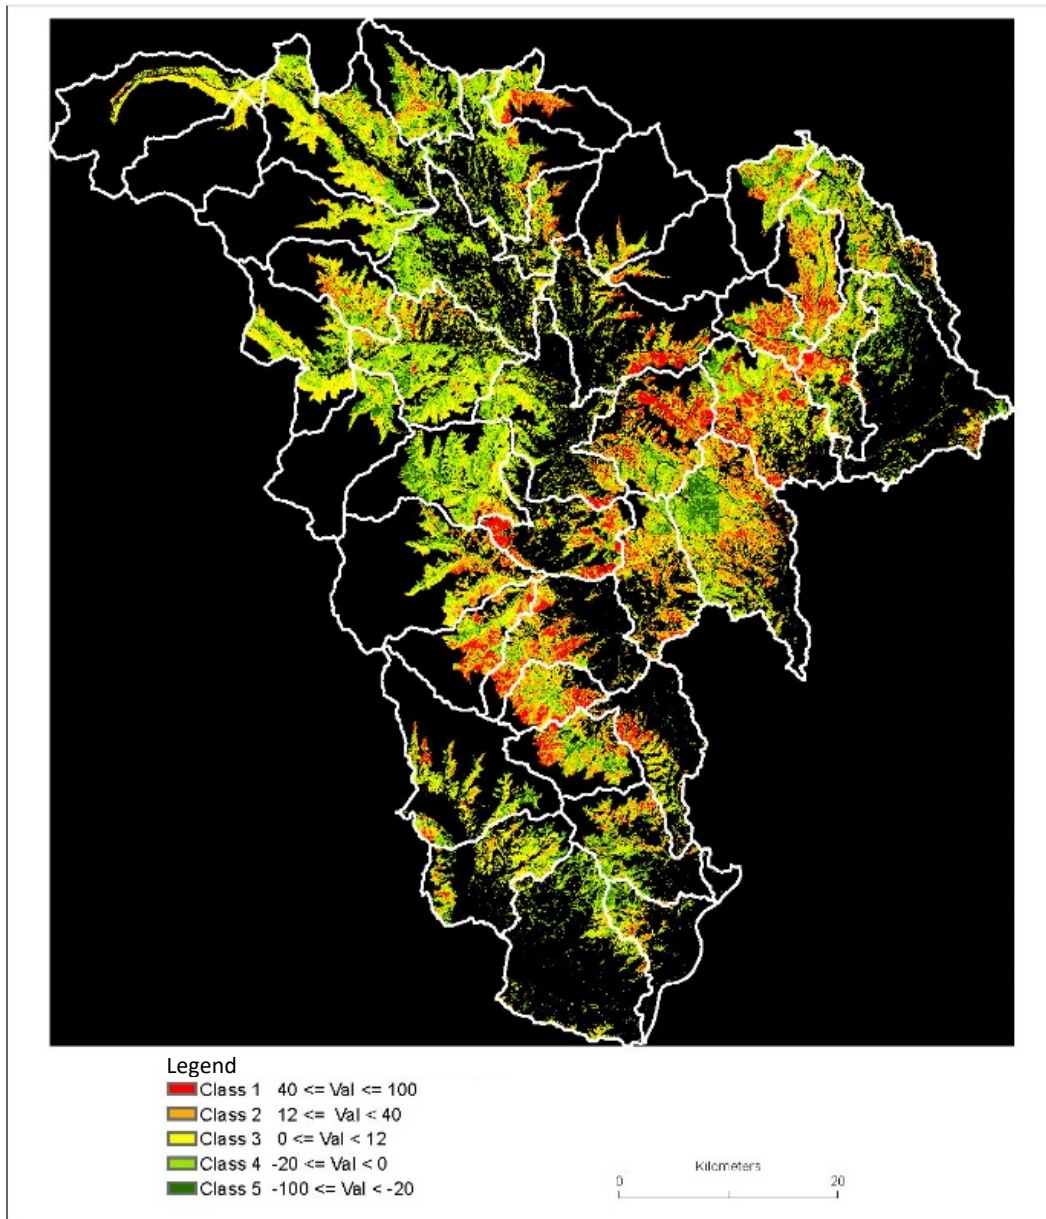 Legend
Class 1 40 <= Val <= 100
Class 2 12 <= Val < 40
Class 3 0 <= Val < 12
Class 4 -20 <= Val < 0
Class 5 -100 <= Val < -20
Kilometers
0 20